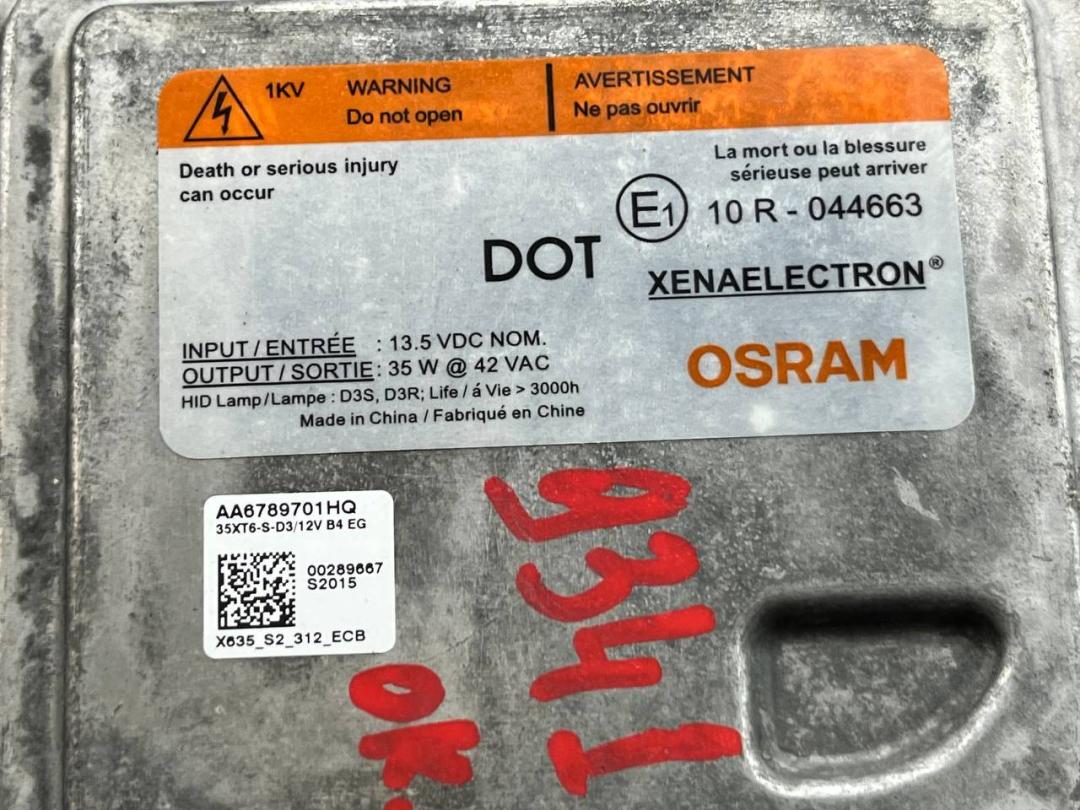 1KV WARNING AVERTISSEMENT
Do not open Ne pas ouvrir
Death or serious injury
can occur
La mort ou la blessure
sérieuse peut arriver
E1 10 R - 044663
DOT
XENAELECTRON®
INPUT / ENTRÉE : 13.5 VDC NOM.
OUTPUT / SORTIE : 35 W @ 42 VAC
HID Lamp/Lampe : D3S, D3R; Life / á Vie > 3000h
Made in China / Fabriqué en Chine
OSRAM
AA6789701HQ
35XT6-S-D3/12V B4 EG
00289667
S2015
X635_S2_312_ECB
OK.